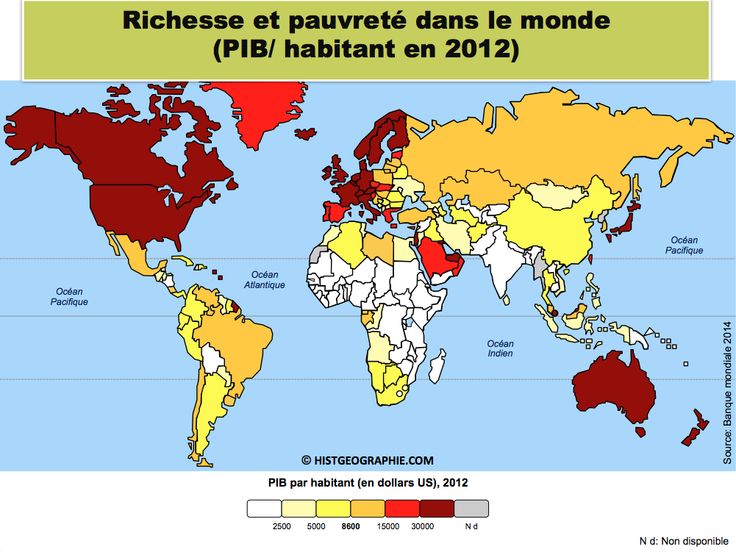 Richesse et pauvreté dans le monde
(PIB/ habitant en 2012)
Océan
Pacifique
Océan
Atlantique
Océan
Pacifique
Océan
Indien
Source: Banque mondiale 2014
© HISTGEOGRAPHIE.COM
PIB par habitant (en dollars US), 2012
2500 5000 8600 15000 30000 N d
N d: Non disponible